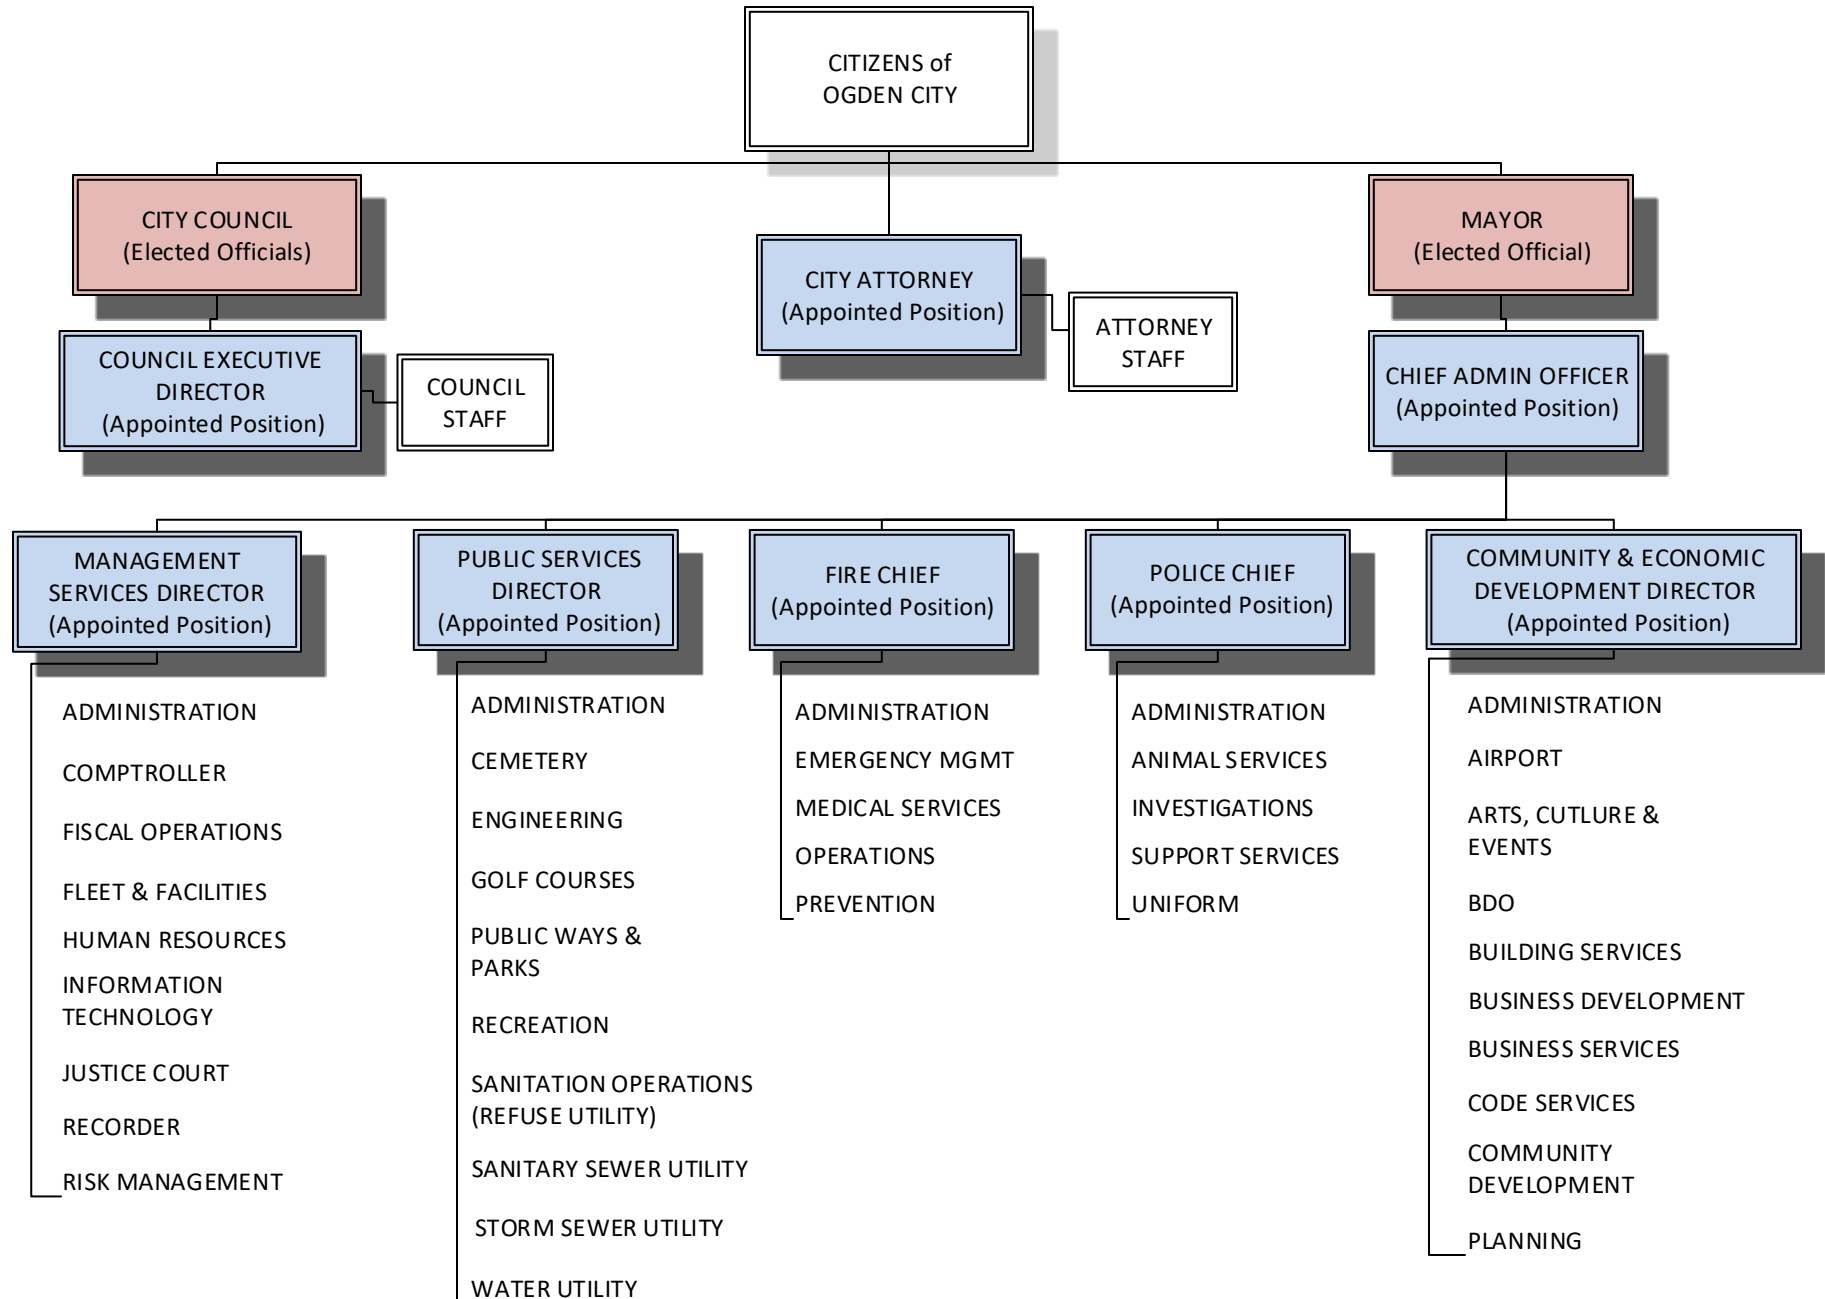 CITIZENS of
OGDEN CITY
CITY COUNCIL
(Elected Officials)
CITY ATTORNEY
(Appointed Position)
MAYOR
(Elected Official)
ATTORNEY
STAFF
COUNCIL EXECUTIVE
DIRECTOR
(Appointed Position)
COUNCIL
STAFF
CHIEF ADMIN OFFICER
(Appointed Position)
MANAGEMENT
SERVICES DIRECTOR
(Appointed Position)
ADMINISTRATION
COMPTROLLER
FISCAL OPERATIONS
FLEET & FACILITIES
HUMAN RESOURCES
INFORMATION
TECHNOLOGY
JUSTICE COURT
RECORDER
RISK MANAGEMENT
PUBLIC SERVICES
DIRECTOR
(Appointed Position)
ADMINISTRATION
CEMETERY
ENGINEERING
GOLF COURSES
PUBLIC WAYS &
PARKS
RECREATION
SANITATION OPERATIONS
(REFUSE UTILITY)
SANITARY SEWER UTILITY
STORM SEWER UTILITY
WATER UTILITY
FIRE CHIEF
(Appointed Position)
ADMINISTRATION
EMERGENCY MGMT
MEDICAL SERVICES
OPERATIONS
PREVENTION
POLICE CHIEF
(Appointed Position)
ADMINISTRATION
ANIMAL SERVICES
INVESTIGATIONS
SUPPORT SERVICES
UNIFORM
COMMUNITY & ECONOMIC
DEVELOPMENT DIRECTOR
(Appointed Position)
ADMINISTRATION
AIRPORT
ARTS, CUTLURE &
EVENTS
BDO
BUILDING SERVICES
BUSINESS DEVELOPMENT
BUSINESS SERVICES
CODE SERVICES
COMMUNITY
DEVELOPMENT
PLANNING